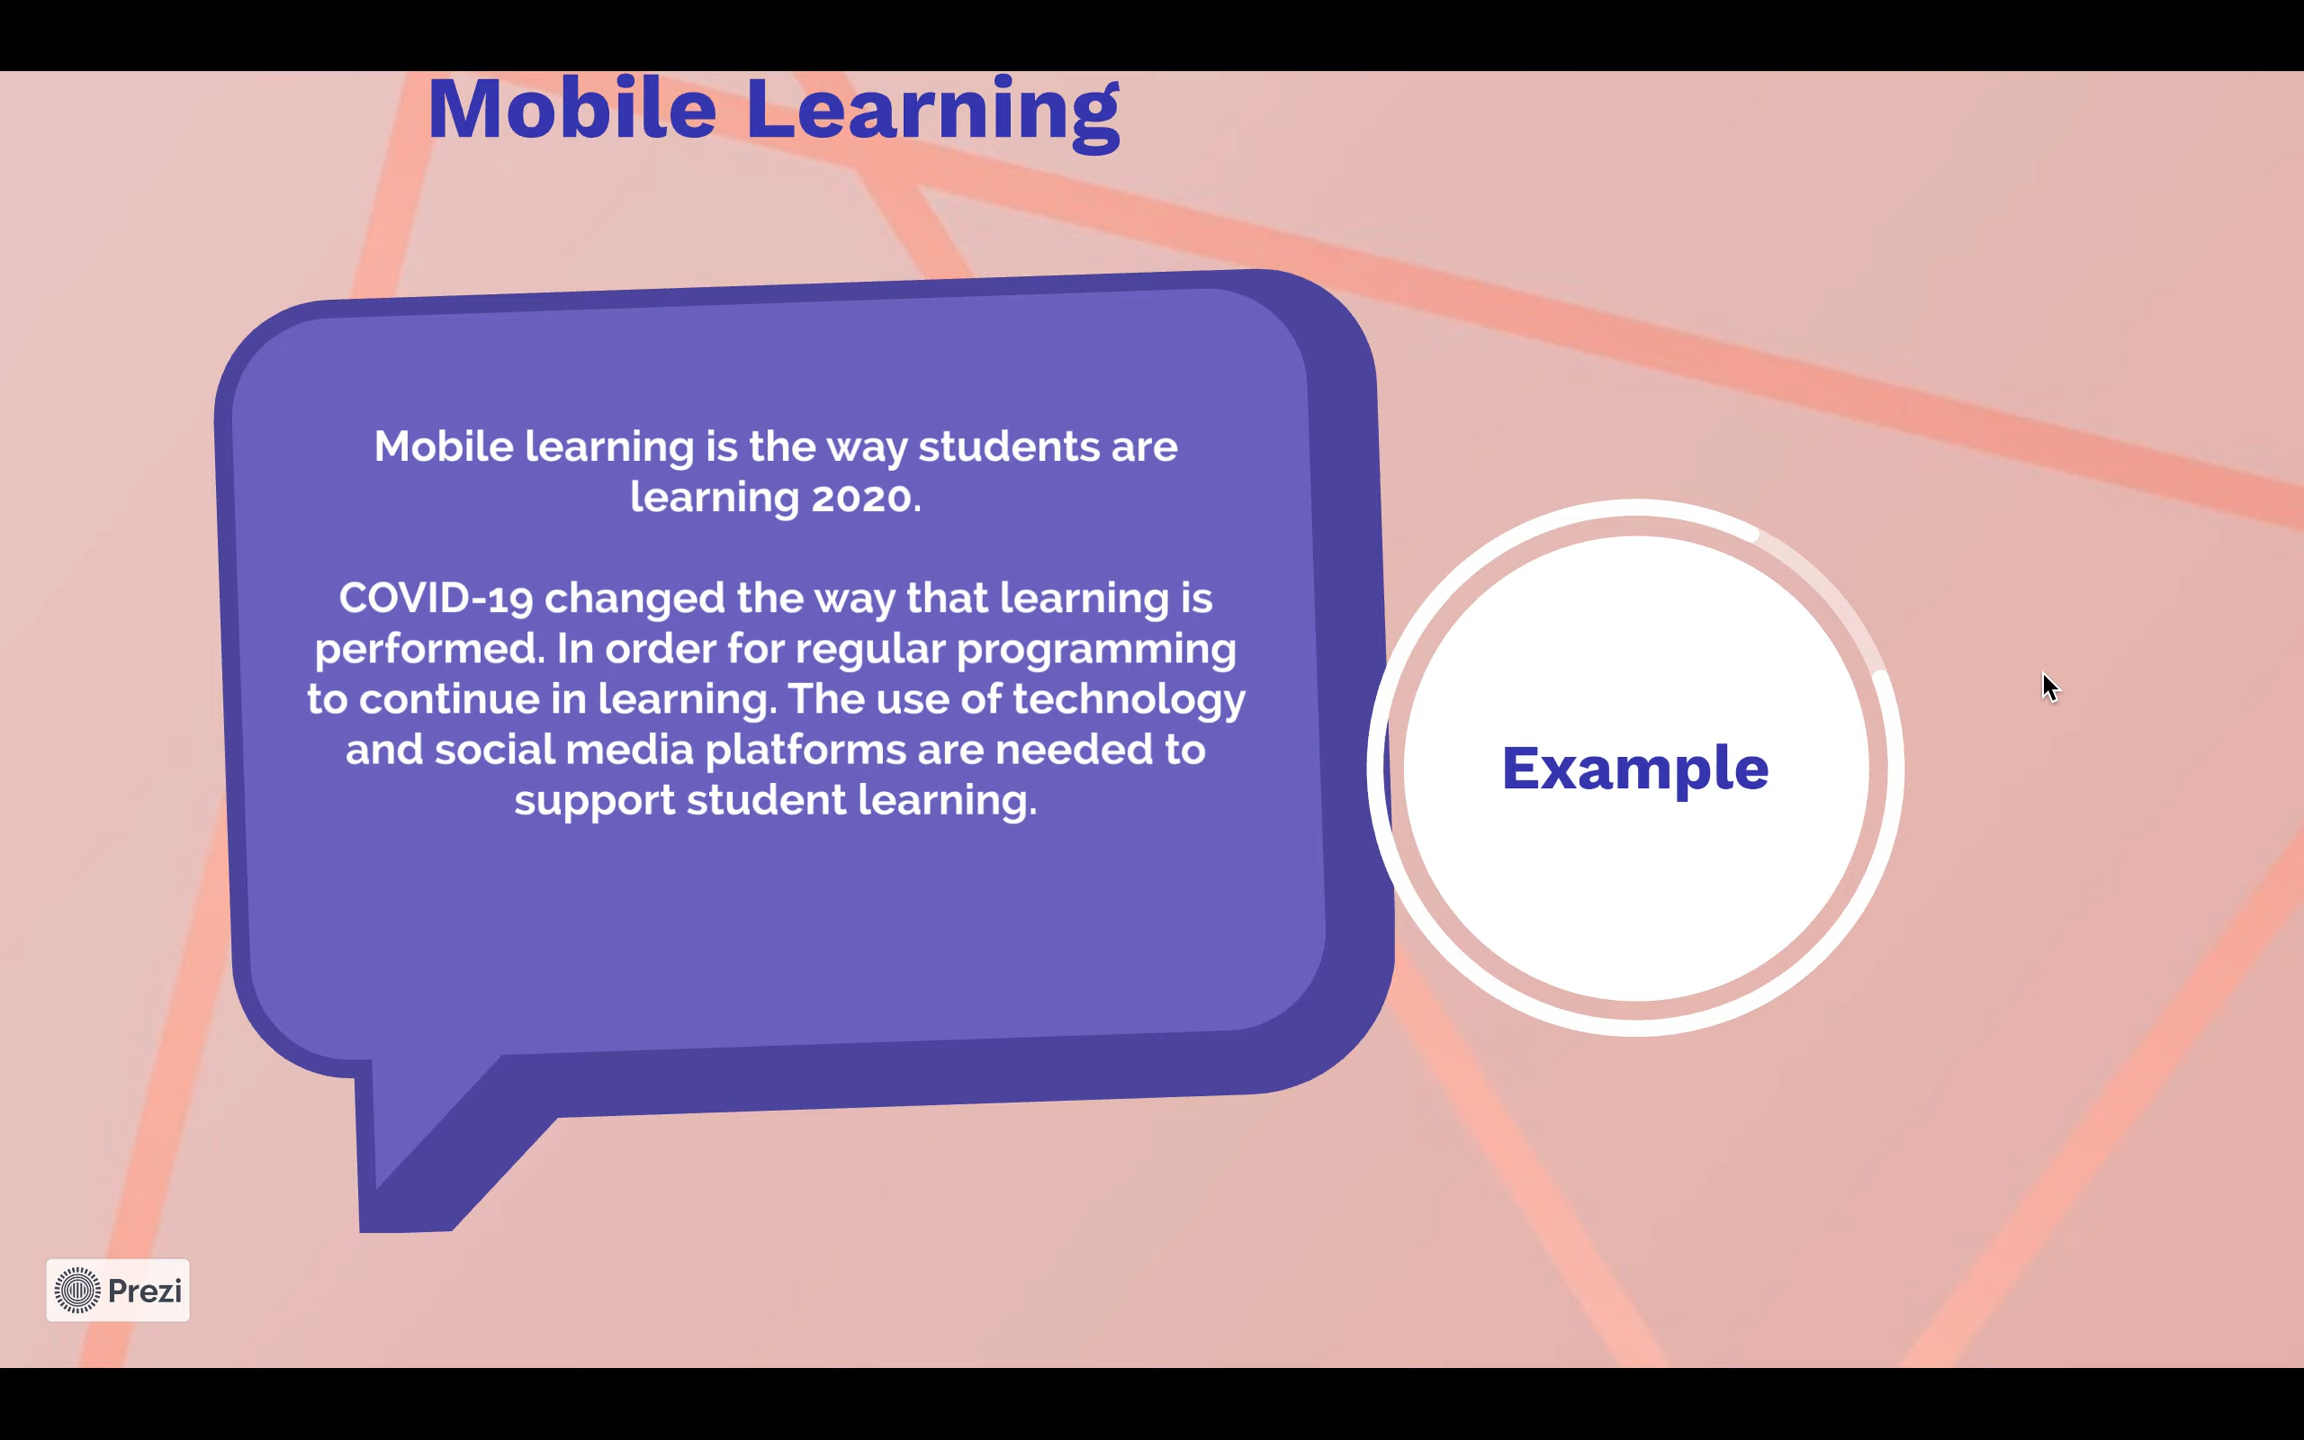 Mobile Learning
Mobile learning is the way students are
learning 2020.
COVID-19 changed the way that learning is
performed. In order for regular programming
to continue in learning. The use of technology
and social media platforms are needed to
support student learning.
Example
Prezi